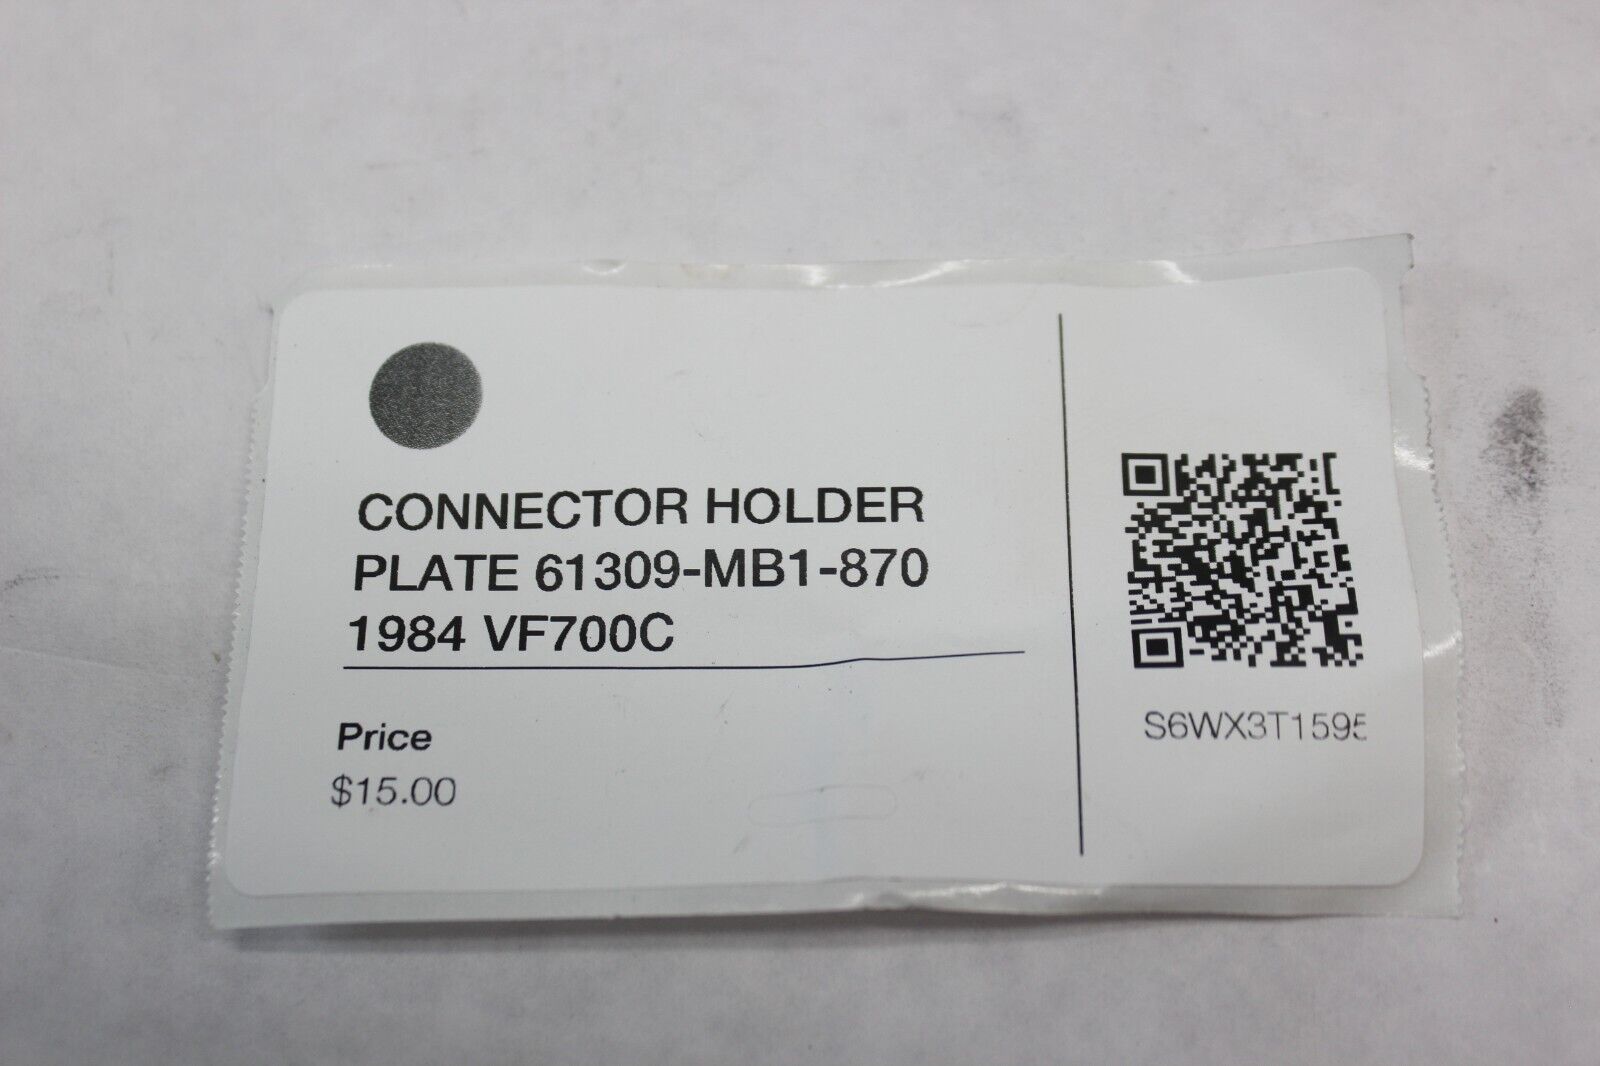 CONNECTOR HOLDER
PLATE 61309-MB1-870
1984 VF700C
Price
$15.00
S6WX3T1595